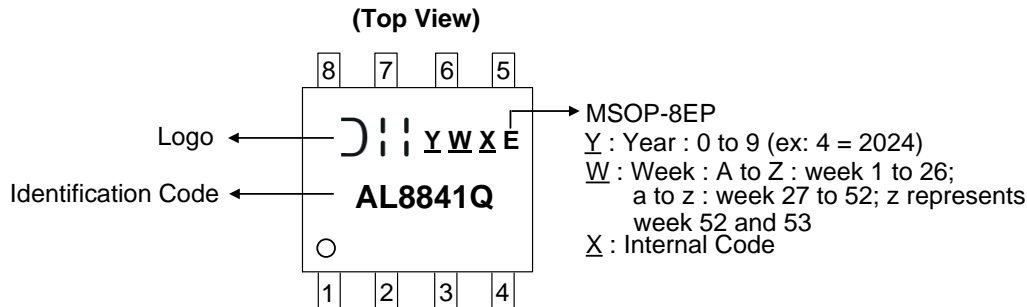 (Top View)
8 7 6 5
Logo
Y W X E
MSOP-8EP
Y : Year : 0 to 9 (ex: 4 = 2024)
Identification Code
AL8841Q
W : Week : A to Z : week 1 to 26;
a to z : week 27 to 52; z represents
week 52 and 53
X : Internal Code
1 2 3 4